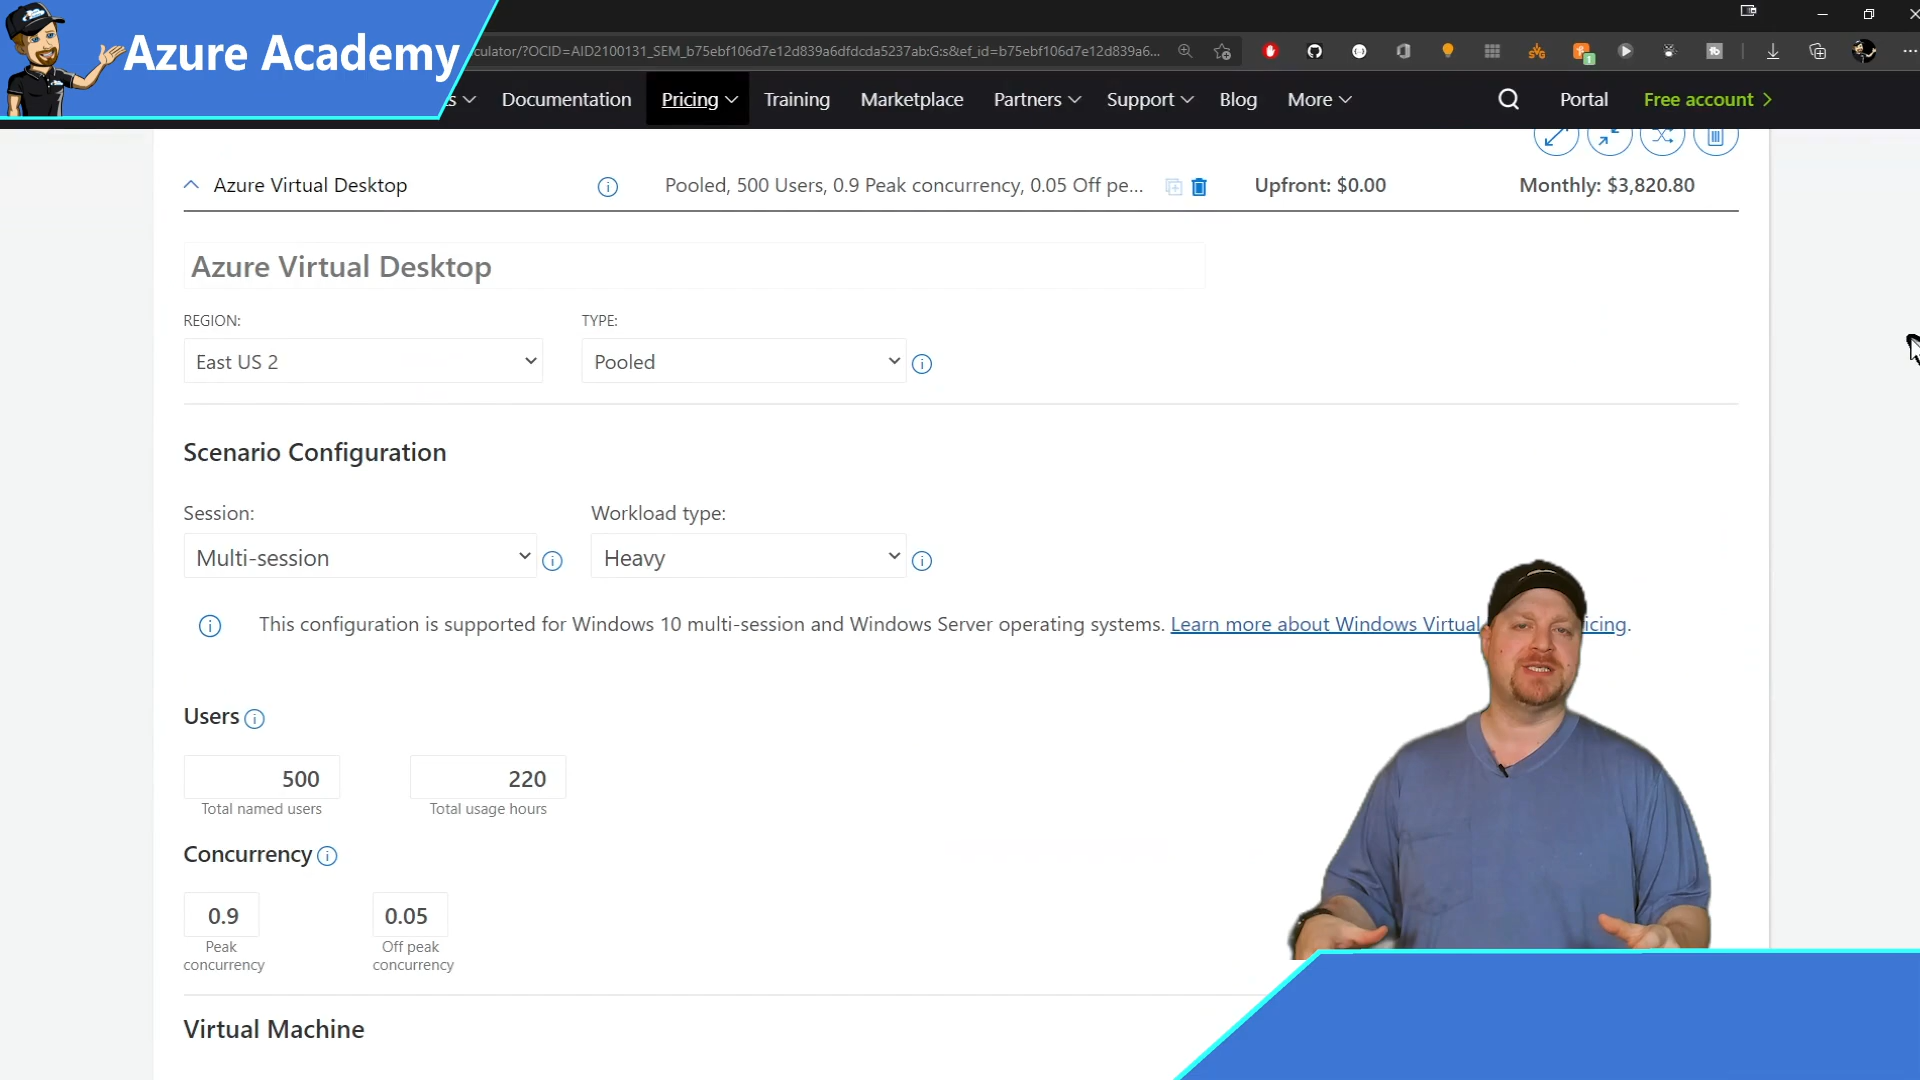 Azure Academy
culator/?OCID=AID2100131_SEM_b75ebf106d7e12d839a6dfdcda5237ab:G:s&ef_id=b75ebf106d7e12d839a6...
s Documentation Pricing Training Marketplace Partners Support Blog More Portal Free account
Azure Virtual Desktop Pooled, 500 Users, 0.9 Peak concurrency, 0.05 Off pe... Upfront: $0.00 Monthly: $3,820.80
Azure Virtual Desktop
REGION: TYPE:
East US 2 Pooled
Scenario Configuration
Session: Workload type:
Multi-session Heavy
This configuration is supported for Windows 10 multi-session and Windows Server operating systems. Learn more about Windows Virtual icing.
Users
500 220
Total named users Total usage hours
Concurrency
0.9 0.05
Peak Off peak
concurrency concurrency
Virtual Machine